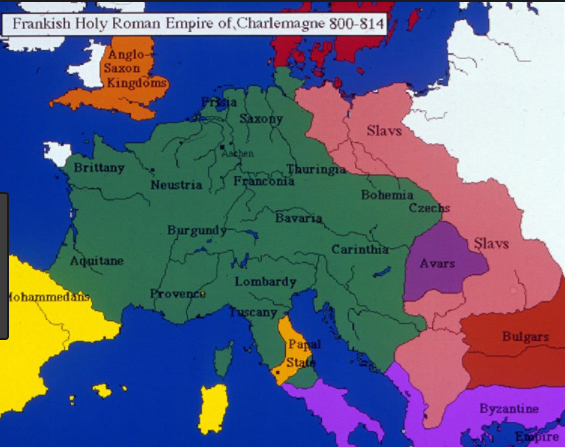 Frankish Holy Roman Empire of Charlemagne 800-814
Anglo-
Saxon
Kingdoms
Frisia
Saxony
Slavs
Aachen
Brittany
Thuringia
Neustria
Franconia
Bohemia
Czechs
Bavaria
Burgundy
Slavs
Carinthia
Aquitane
Avars
Lombardy
Mohammedans
Provence
Tuscany
Bulgars
Papal
State
Byzantine
Empire